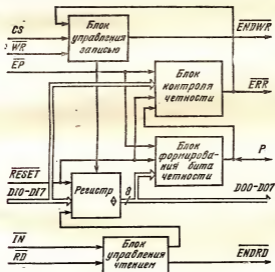 CS
WR
EP
Блок
управления
записью
ENDWR
Блок
контроля
четности
ERR
Блок
формирова-
ния бита
четности
P
RESET
DI0-DI7
Регистр
8
DO0-DO7
IN
RD
Блок
управления
чтением
ENDRD